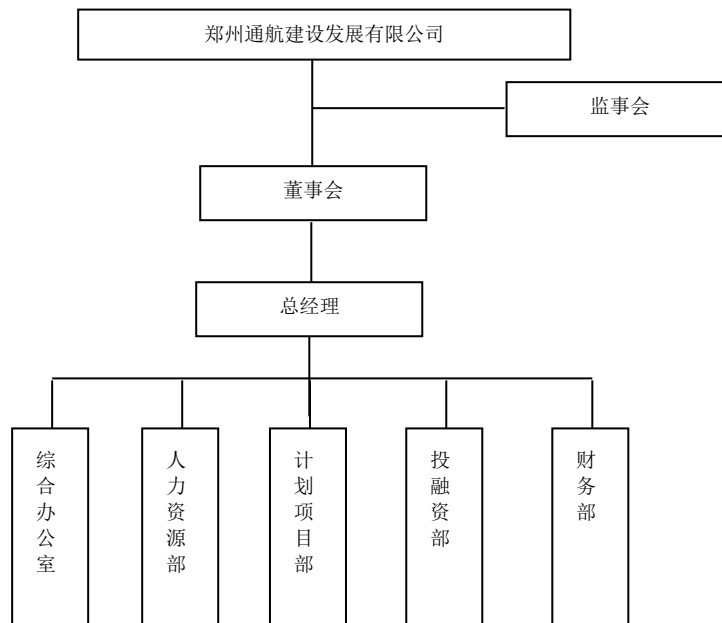 郑州通航建设发展有限公司
监事会
董事会
总经理
综合办公室
人力资源部
计划项目部
投融资部
财务部